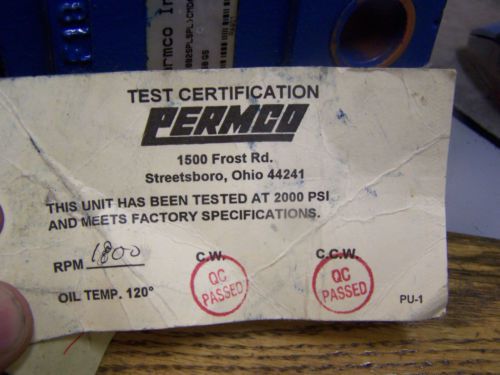 TEST CERTIFICATION
PERMCO
1500 Frost Rd.
Streetsboro, Ohio 44241
THIS UNIT HAS BEEN TESTED AT 2000 PSI
AND MEETS FACTORY SPECIFICATIONS.
RPM 1800
C.W.
C.C.W.
QC
PASSED
QC
PASSED
OIL TEMP. 120°
PU-1